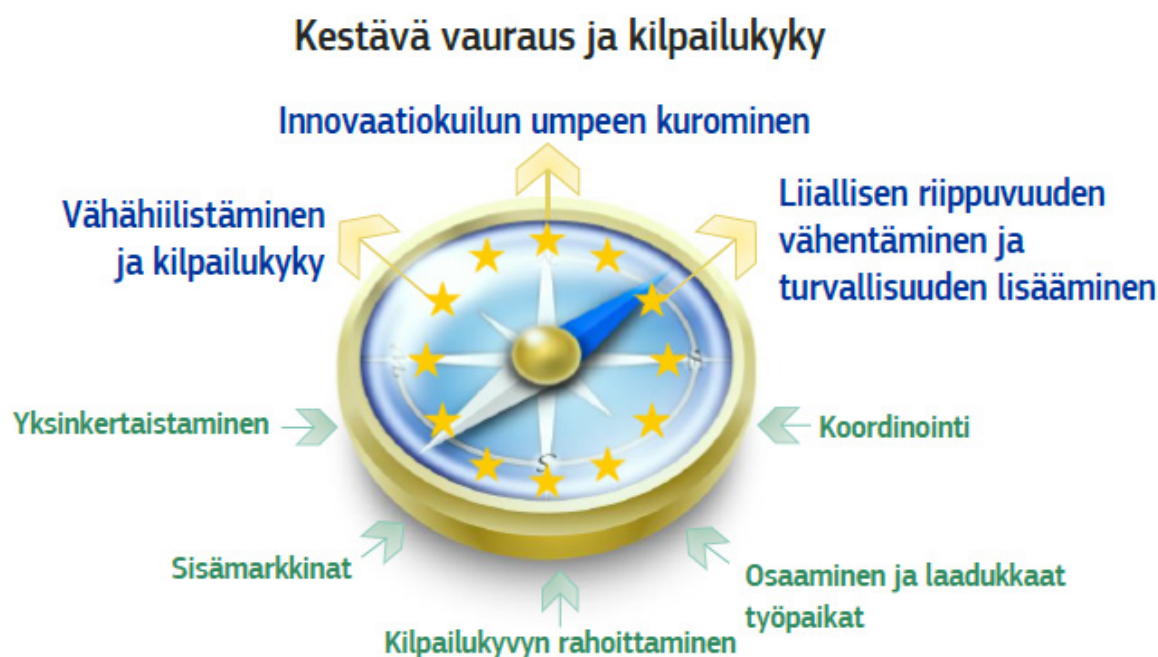 Kestävä vauraus ja kilpailukyky
Innovaatiokuilun umpeen kurominen
Vähähiilistäminen
ja kilpailukyky
Liiallisen riippuvuuden
vähentäminen ja
turvallisuuden lisääminen
Yksinkertaistaminen
Koordinointi
Sisämarkkinat
Osaaminen ja laadukkaat
työpaikat
Kilpailukyvyn rahoittaminen